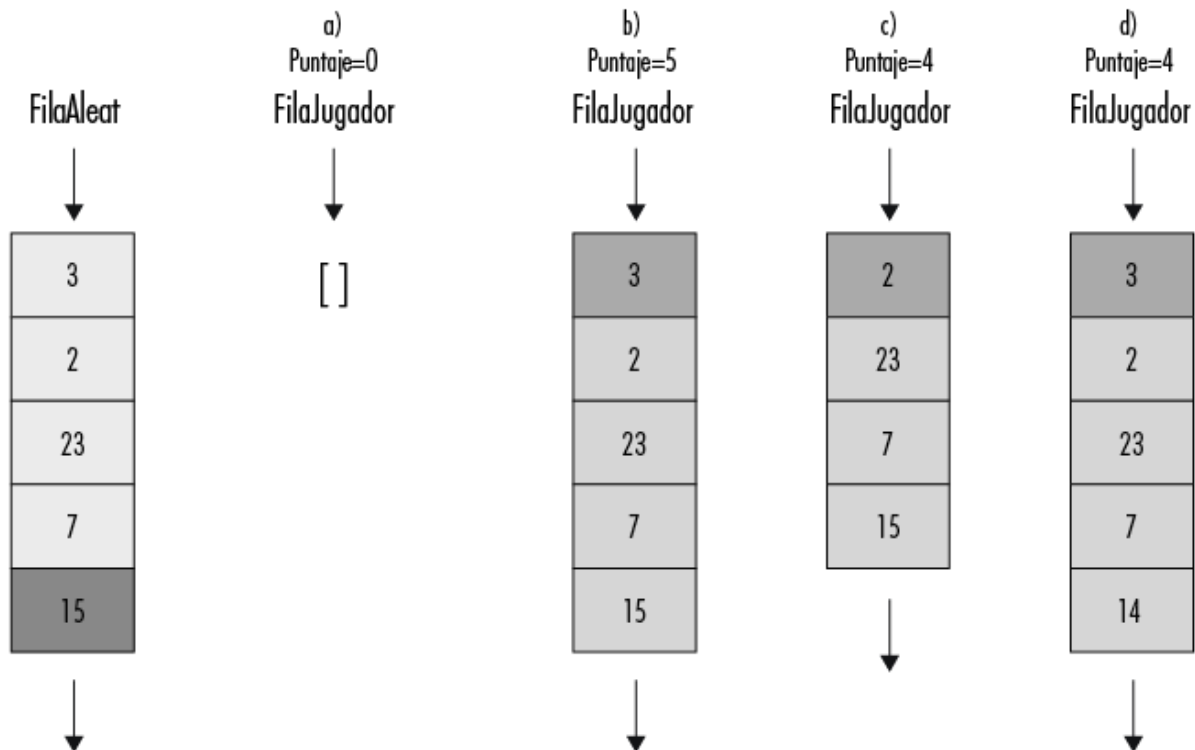 a)
b)
c)
d)
Puntaje=0
Puntaje=5
Puntaje=4
Puntaje=4
FilaAleat
FilaJugador
FilaJugador
FilaJugador
FilaJugador
3
2
23
7
15
[ ]
3
2
23
7
15
2
23
7
15
3
2
23
7
14